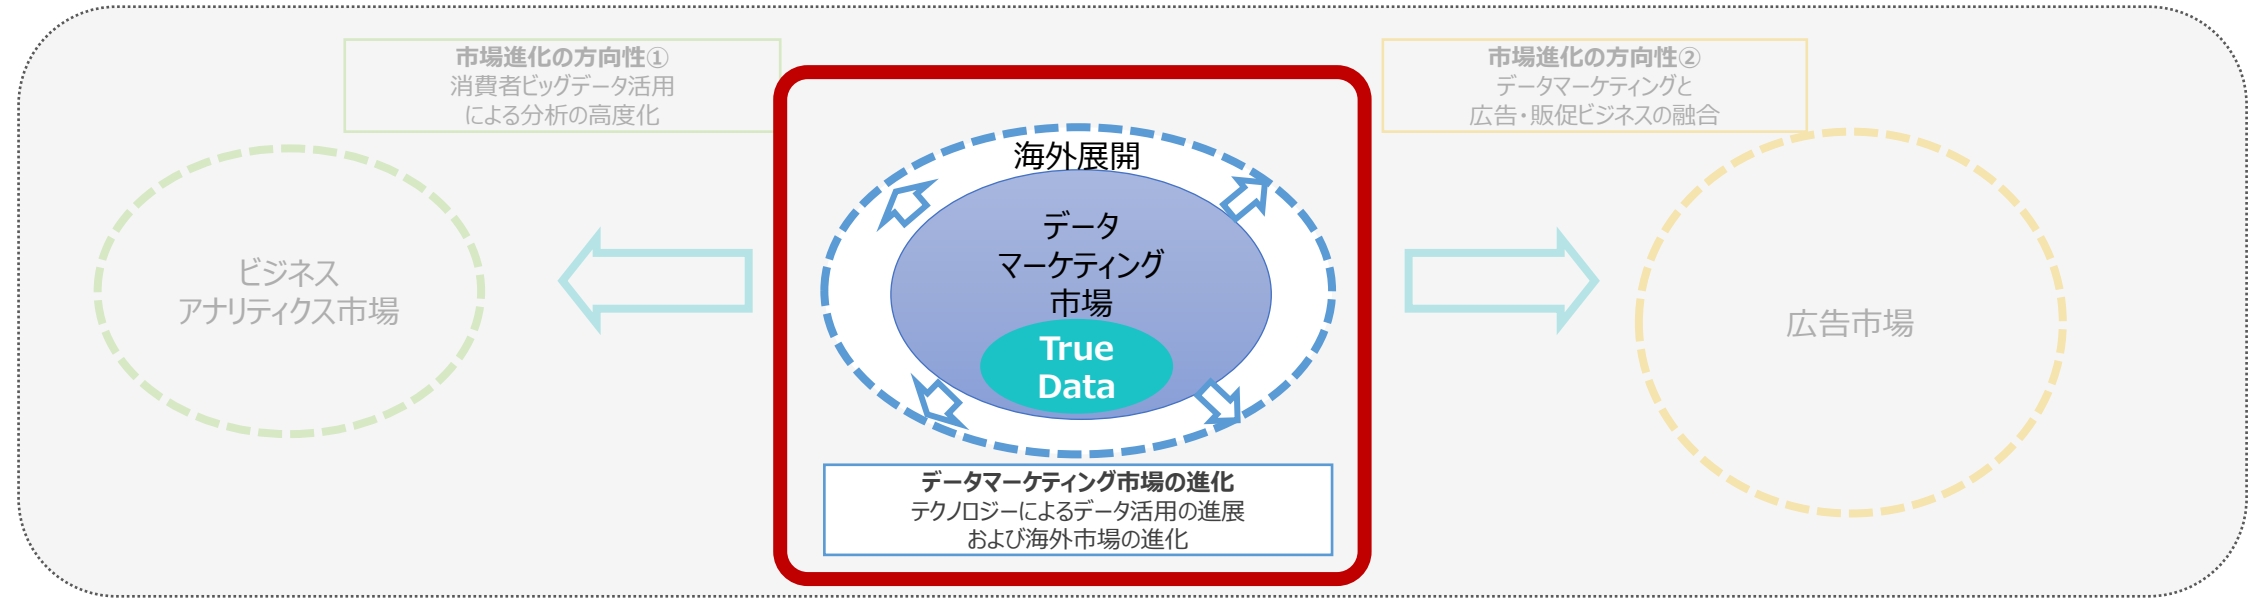 市場進化の方向性①
消費者ビッグデータ活用
による分析の高度化
市場進化の方向性②
データマーケティングと
広告・販促ビジネスの融合
海外展開
データ
マーケティング
市場
True
Data
ビジネス
アナリティクス市場
広告市場
データマーケティング市場の進化
テクノロジーによるデータ活用の進展
および海外市場の進化